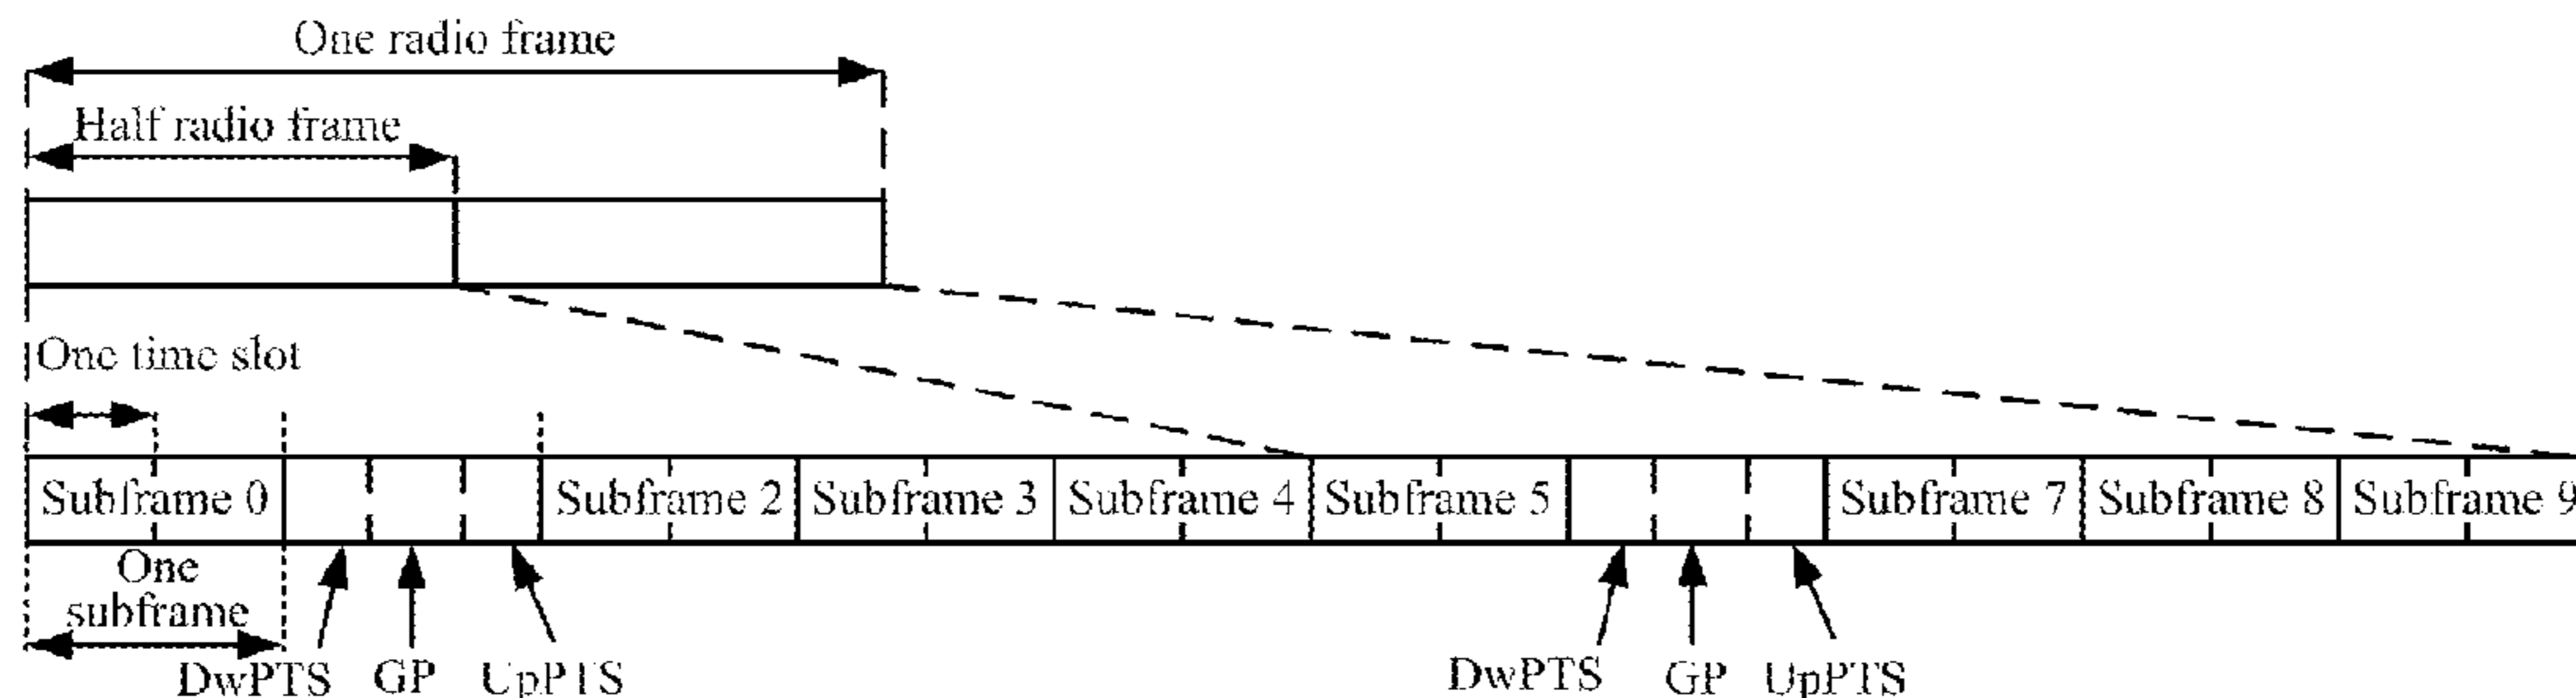 One radio frame
Half radio frame
One time slot
Subframe 0 Subframe 2 Subframe 3 Subframe 4 Subframe 5 Subframe 7 Subframe 8 Subframe 9
One
subframe
DwPTS GP UpPTS DwPTS GP UpPTS